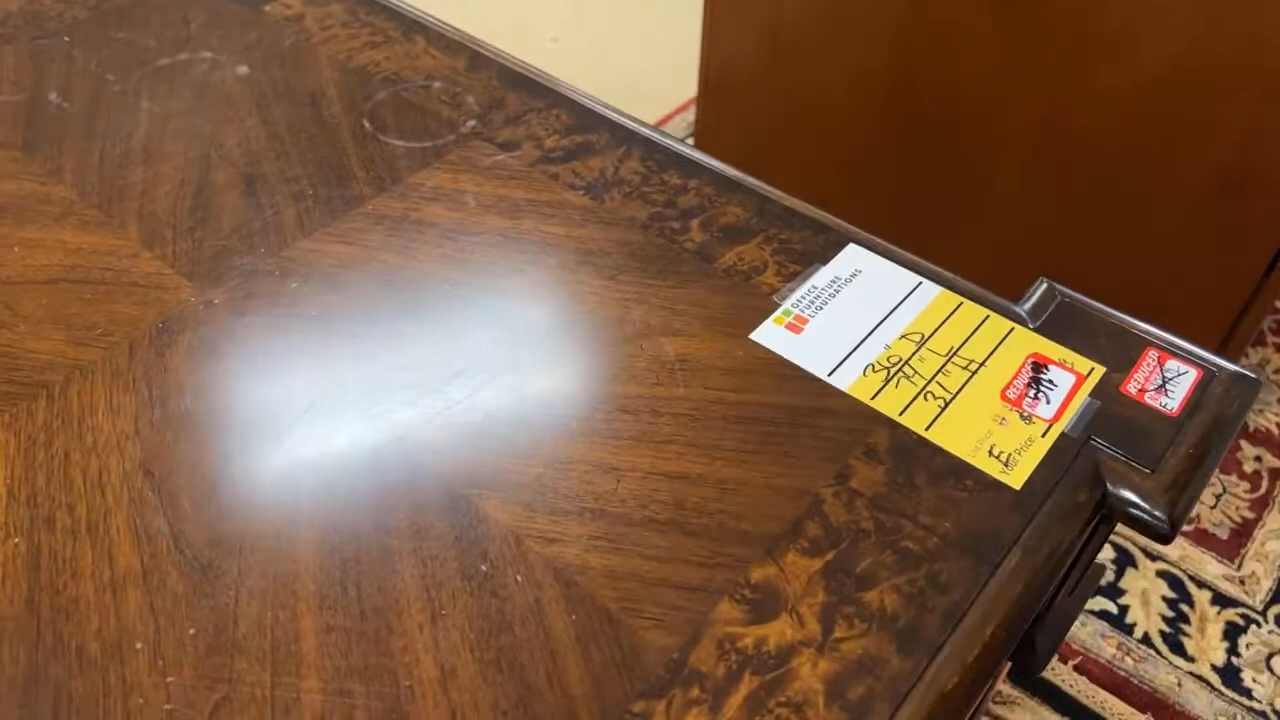 OFFICE
FURNITURE
LIQUIDATIONS
36" D
74" L
31" H
REDUCED
List Price:
Your Price:
E
REDUCED
E